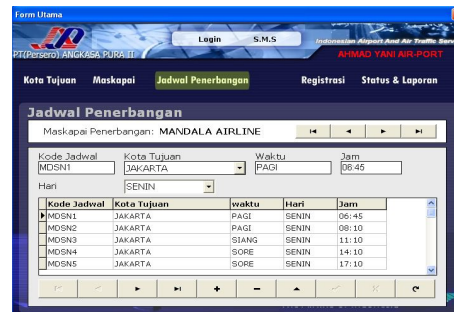 Form Utama
Login S.M.S
Indonesian Airport And Air Traffic Serv
PT(Persero) ANGKASA PURA II
AHMAD YANI AIR-PORT
Kota Tujuan Maskapai Jadwal Penerbangan Registrasi Status & Laporan
Jadwal Penerbangan
Maskapai Penerbangan: MANDALA AIRLINE
Kode Jadwal Kota Tujuan Waktu Jam
MDSN1 JAKARTA PAGI 06:45
Hari SENIN
Kode Jadwal Kota Tujuan waktu Hari Jam
MDSN1 JAKARTA PAGI SENIN 06:45
MDSN2 JAKARTA PAGI SENIN 08:10
MDSN3 JAKARTA SIANG SENIN 11:10
MDSN4 JAKARTA SORE SENIN 14:10
MDSN5 JAKARTA SORE SENIN 17:10